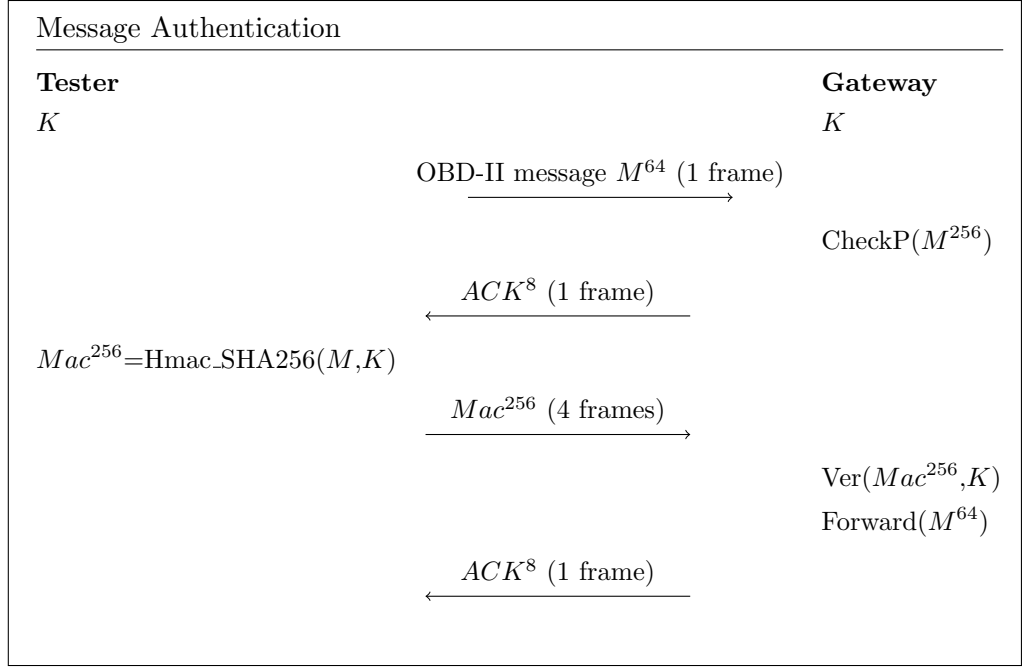 Message Authentication
Tester Gateway
K K
OBD-II message M^64 (1 frame)
CheckP(M^256)
ACK^8 (1 frame)
Mac^256=Hmac_SHA256(M,K)
Mac^256 (4 frames)
Ver(Mac^256,K)
Forward(M^64)
ACK^8 (1 frame)